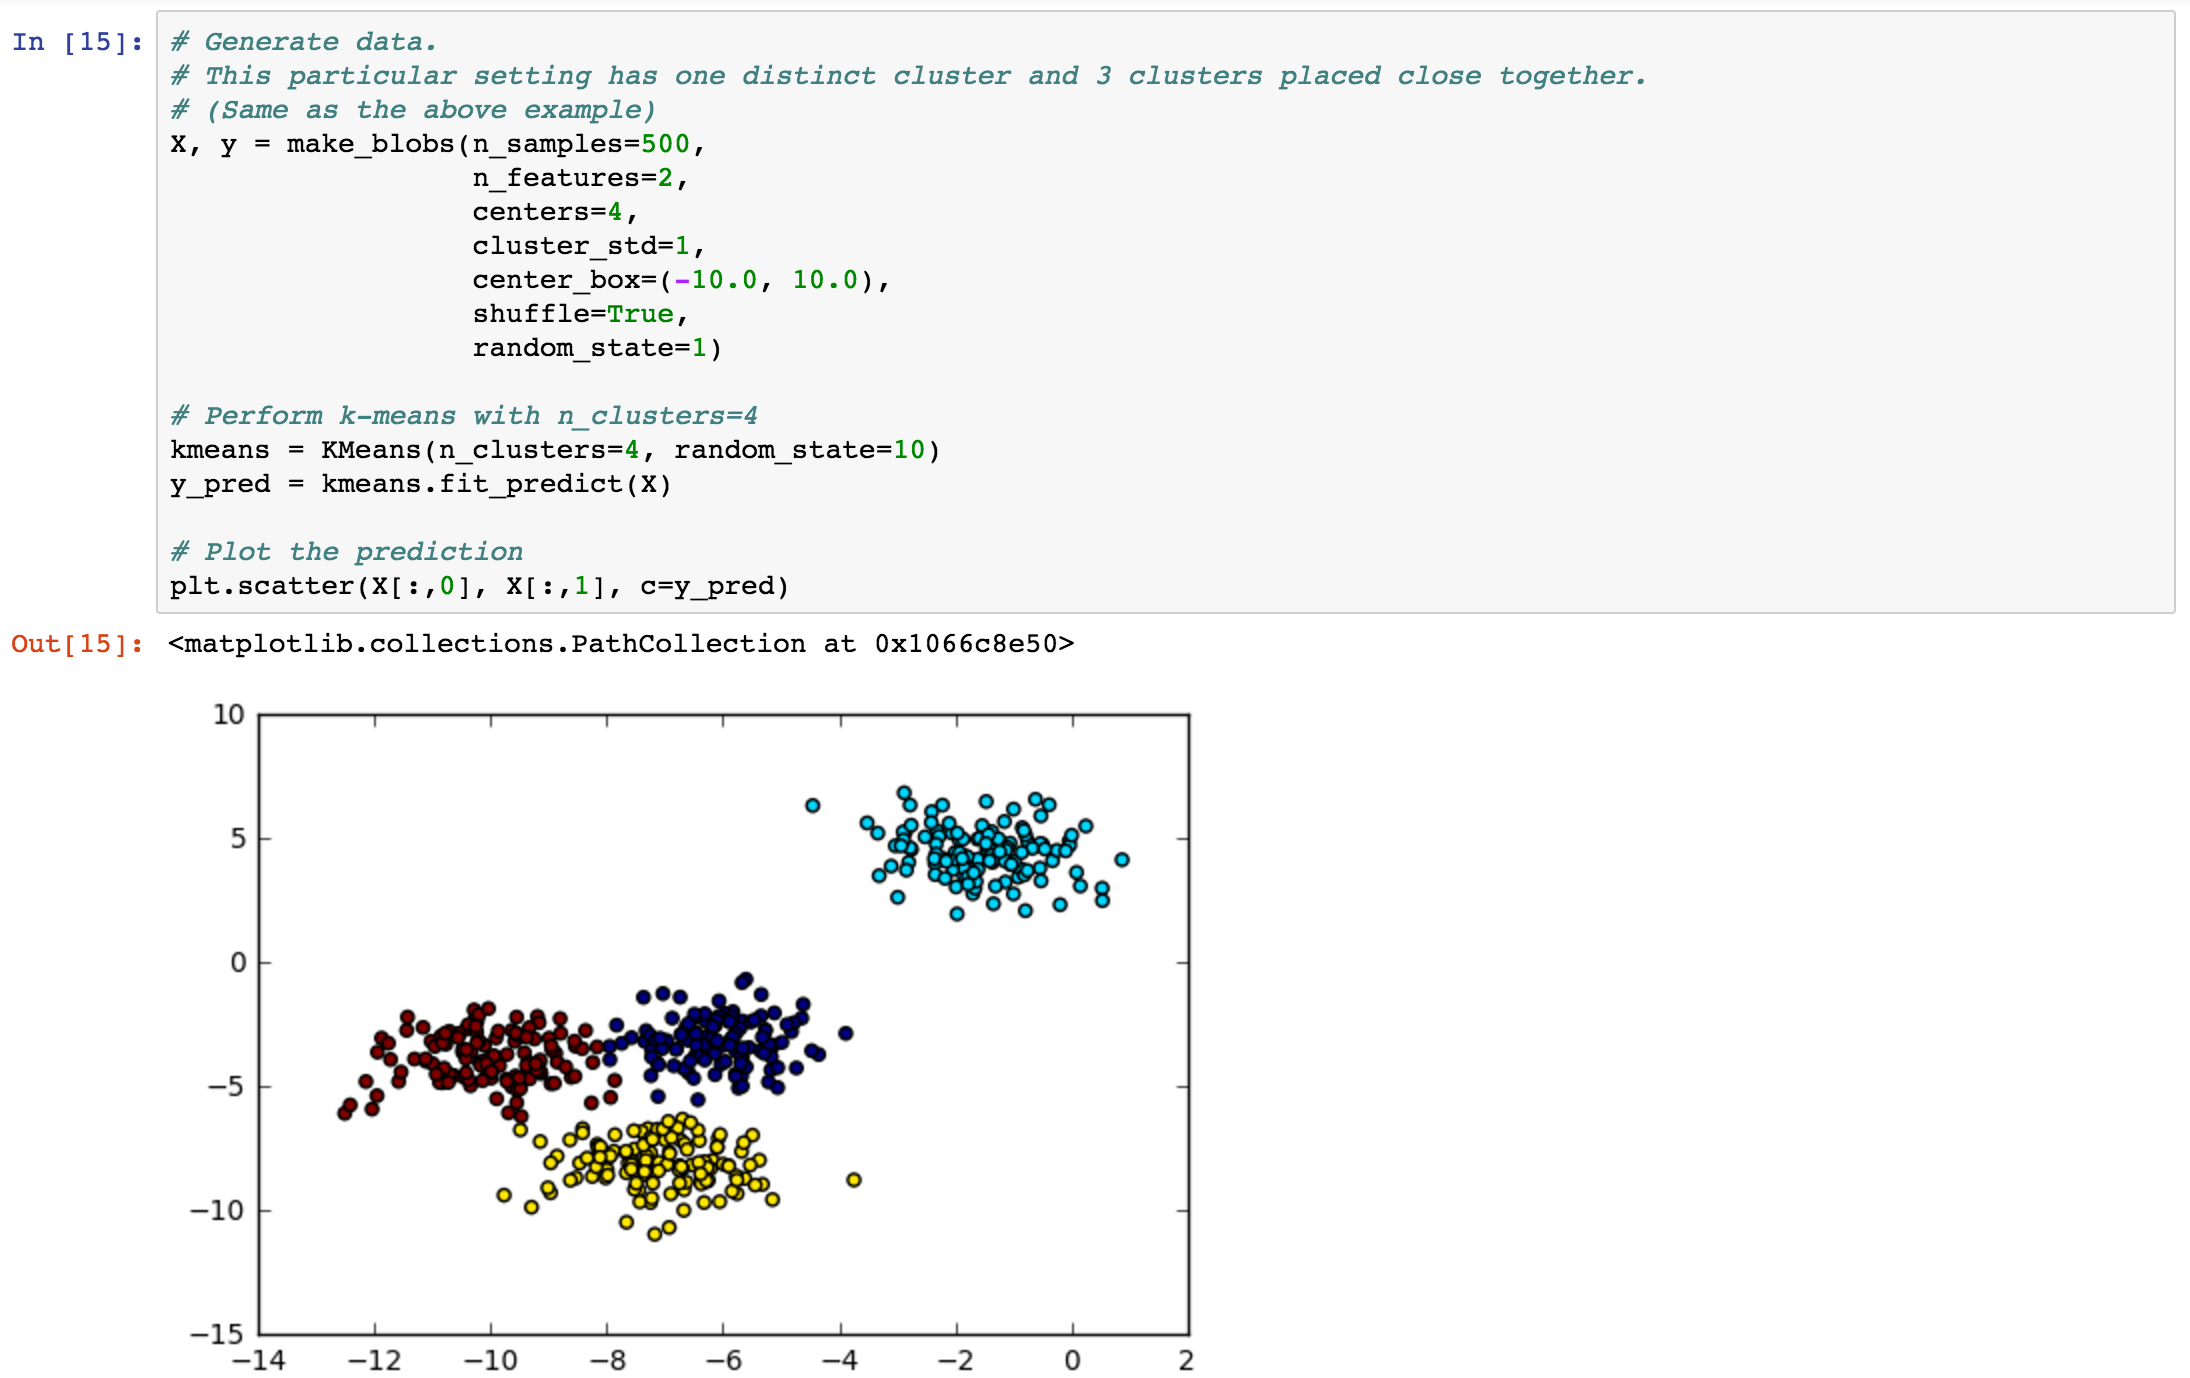 In [15]:
# Generate data.
# This particular setting has one distinct cluster and 3 clusters placed close together.
# (Same as the above example)
X, y = make_blobs(n_samples=500,
                  n_features=2,
                  centers=4,
                  cluster_std=1,
                  center_box=(-10.0, 10.0),
                  shuffle=True,
                  random_state=1)
# Perform k-means with n_clusters=4
kmeans = KMeans(n_clusters=4, random_state=10)
y_pred = kmeans.fit_predict(X)
# Plot the prediction
plt.scatter(X[:,0], X[:,1], c=y_pred)
Out[15]: <matplotlib.collections.PathCollection at 0x1066c8e50>
10
5
0
−5
−10
−15
−14 −12 −10 −8 −6 −4 −2 0 2